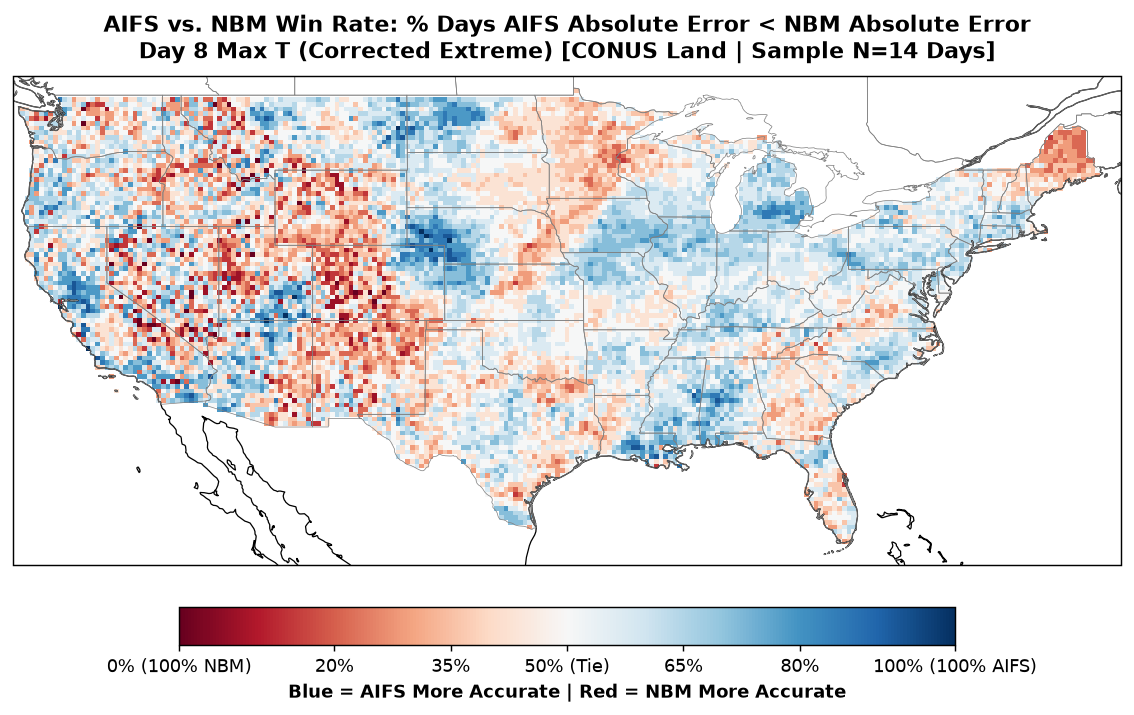 AIFS vs. NBM Win Rate: % Days AIFS Absolute Error < NBM Absolute Error
Day 8 Max T (Corrected Extreme) [CONUS Land | Sample N=14 Days]
0% (100% NBM) 20% 35% 50% (Tie) 65% 80% 100% (100% AIFS)
Blue = AIFS More Accurate | Red = NBM More Accurate